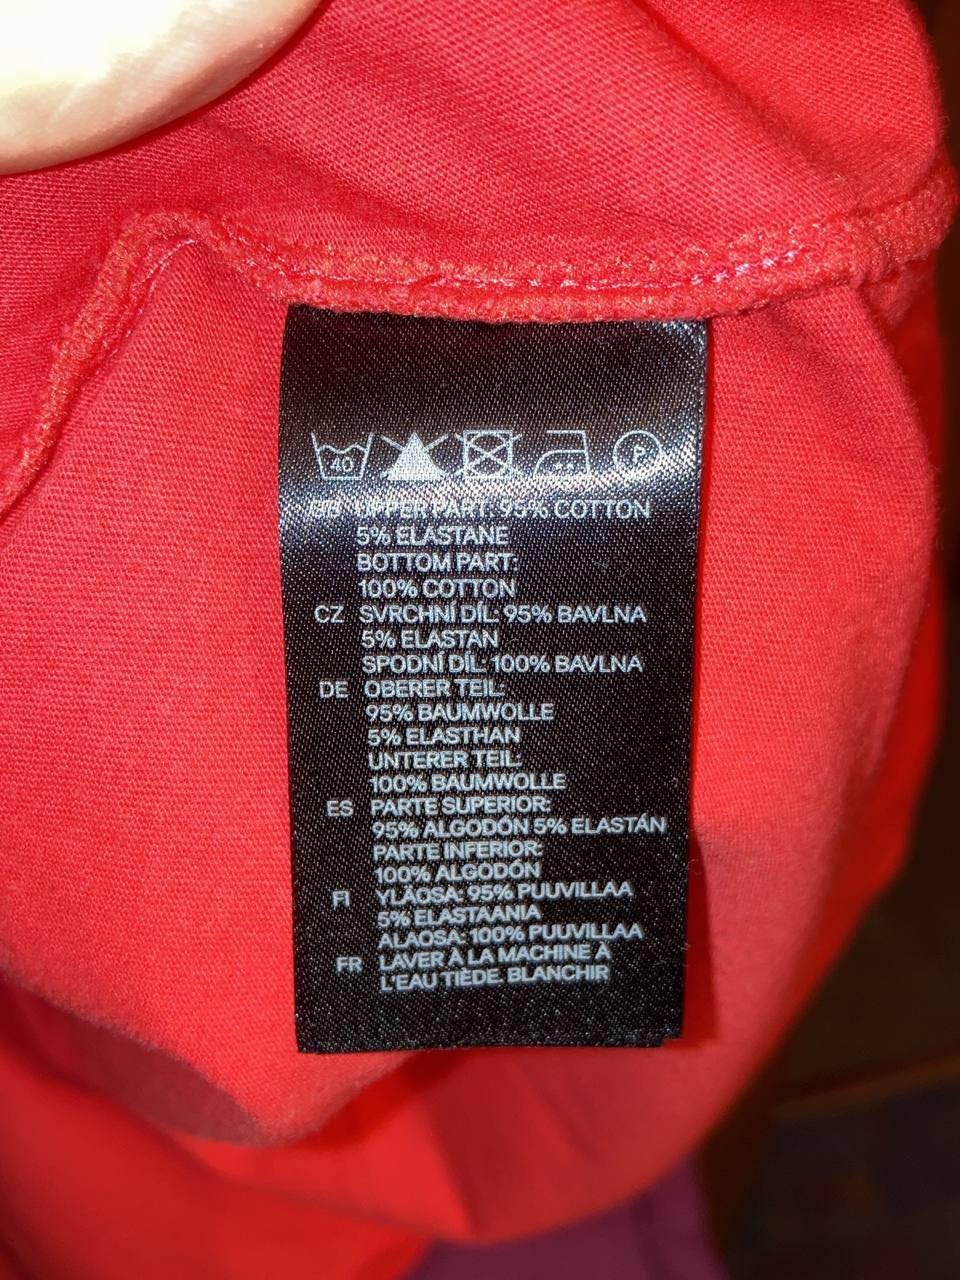 40 P
GB UPPER PART: 95% COTTON
5% ELASTANE
BOTTOM PART:
100% COTTON
CZ SVRCHNÍ DÍL: 95% BAVLNA
5% ELASTAN
SPODNÍ DÍL: 100% BAVLNA
DE OBERER TEIL:
95% BAUMWOLLE
5% ELASTHAN
UNTERER TEIL:
100% BAUMWOLLE
ES PARTE SUPERIOR:
95% ALGODÓN 5% ELASTÁN
PARTE INFERIOR:
100% ALGODÓN
FI YLÄOSA: 95% PUUVILLAA
5% ELASTAANIA
ALAOSA: 100% PUUVILLAA
FR LAVER À LA MACHINE À
L'EAU TIÈDE. BLANCHIR